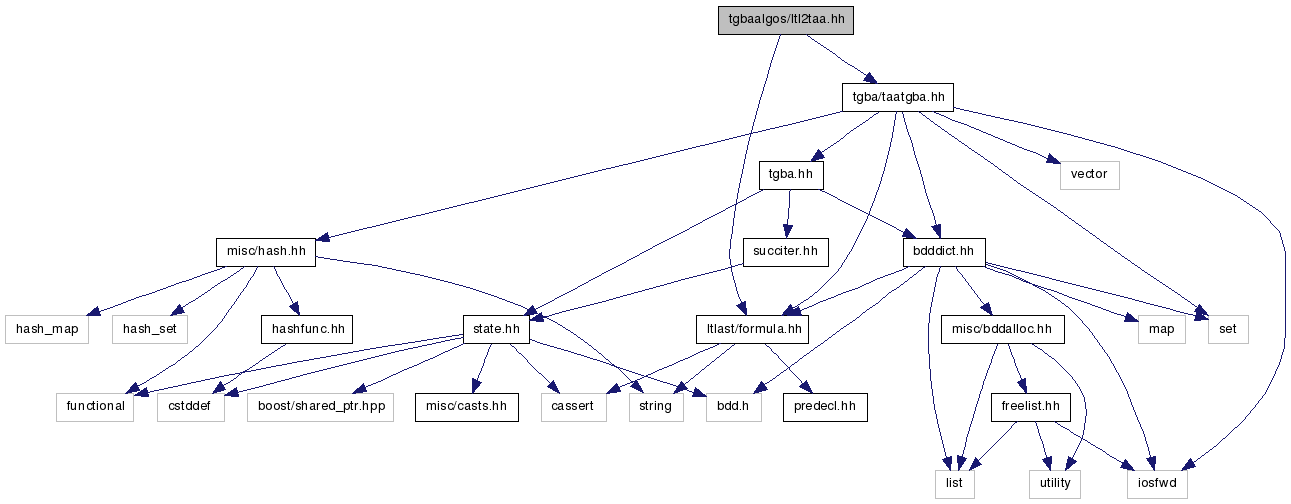 tgbaalgos/ltl2taa.hh
tgba/taatgba.hh
tgba.hh
vector
misc/hash.hh
succiter.hh
bdddict.hh
hash_map
hash_set
hashfunc.hh
state.hh
ltlast/formula.hh
misc/bddalloc.hh
map
set
functional
cstddef
boost/shared_ptr.hpp
misc/casts.hh
cassert
string
bdd.h
predecl.hh
freelist.hh
list
utility
iosfwd